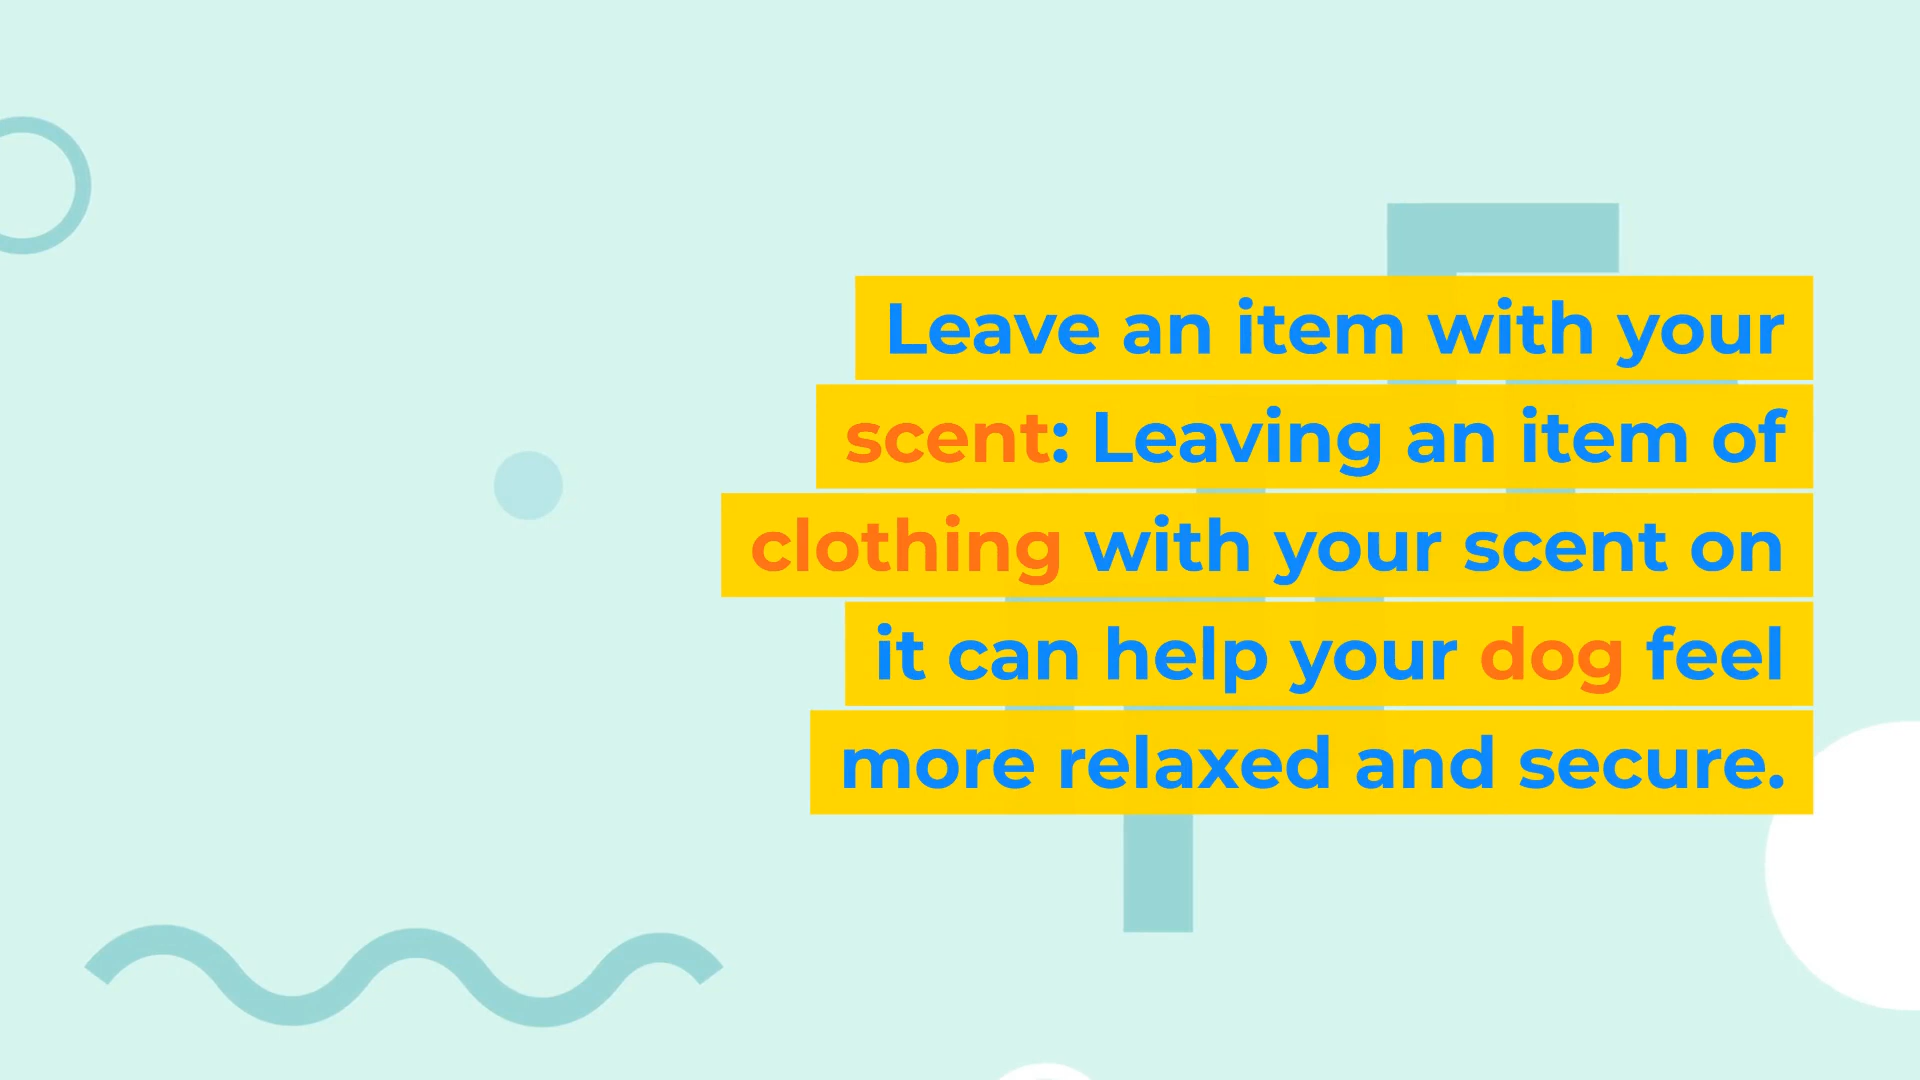 Leave an item with your
scent: Leaving an item of
clothing with your scent on
it can help your dog feel
more relaxed and secure.